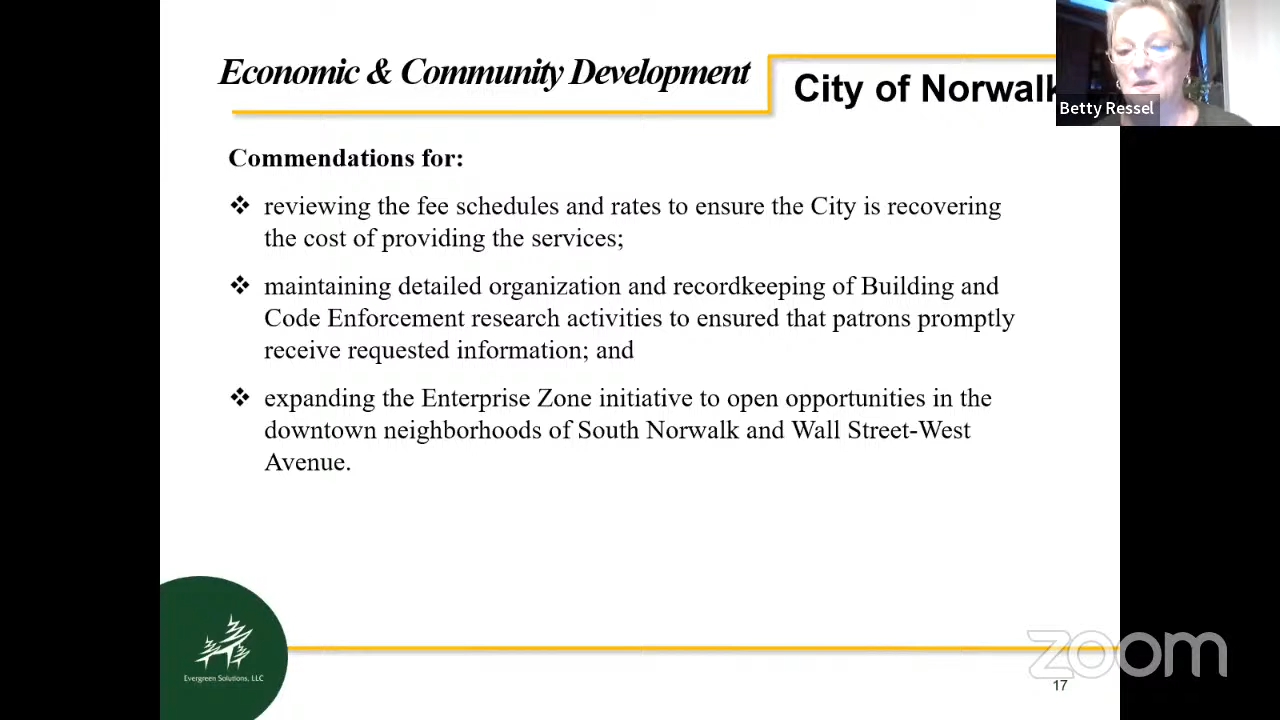 Economic & Community Development
City of Norwalk
Betty Ressel
Commendations for:
❖ reviewing the fee schedules and rates to ensure the City is recovering
the cost of providing the services;
❖ maintaining detailed organization and recordkeeping of Building and
Code Enforcement research activities to ensured that patrons promptly
receive requested information; and
❖ expanding the Enterprise Zone initiative to open opportunities in the
downtown neighborhoods of South Norwalk and Wall Street-West
Avenue.
Evergreen Solutions, LLC
zoom
17